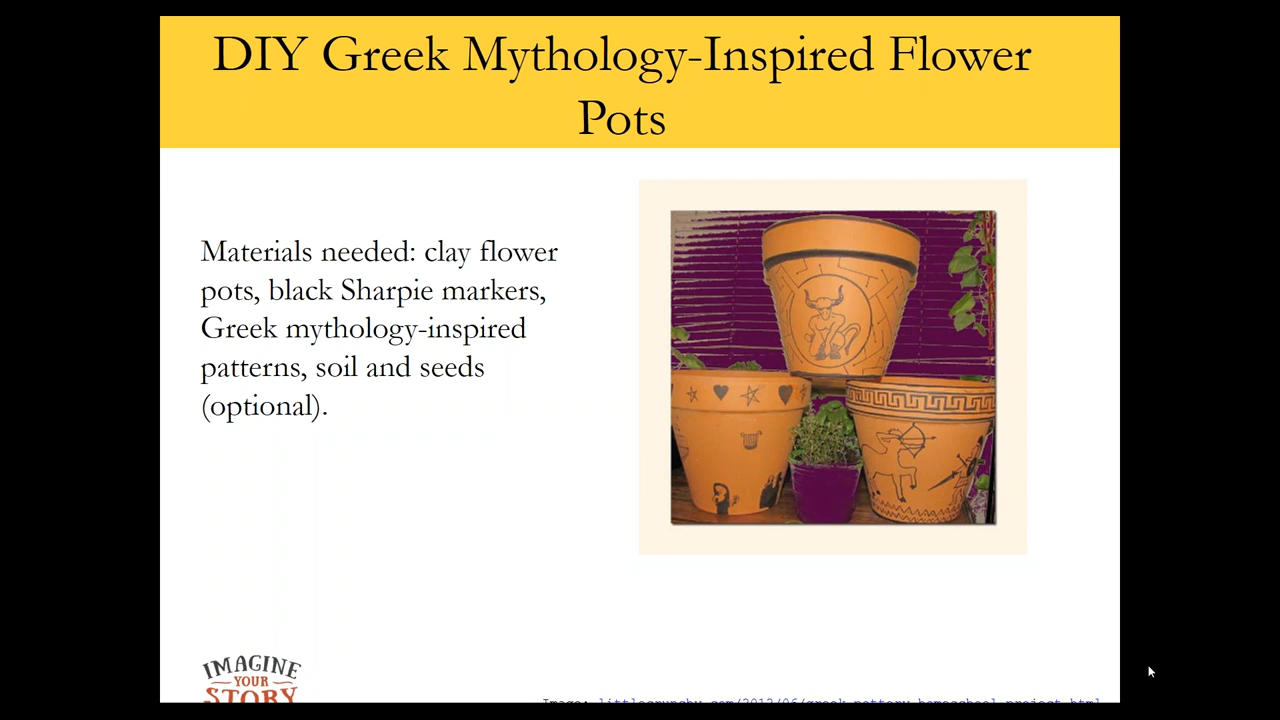 DIY Greek Mythology-Inspired Flower
Pots
Materials needed: clay flower
pots, black Sharpie markers,
Greek mythology-inspired
patterns, soil and seeds
(optional).
IMAGINE
YOUR
STORY
Image: littlecrunchy.com/2012/06/greek-pottery-homeschool-project.html